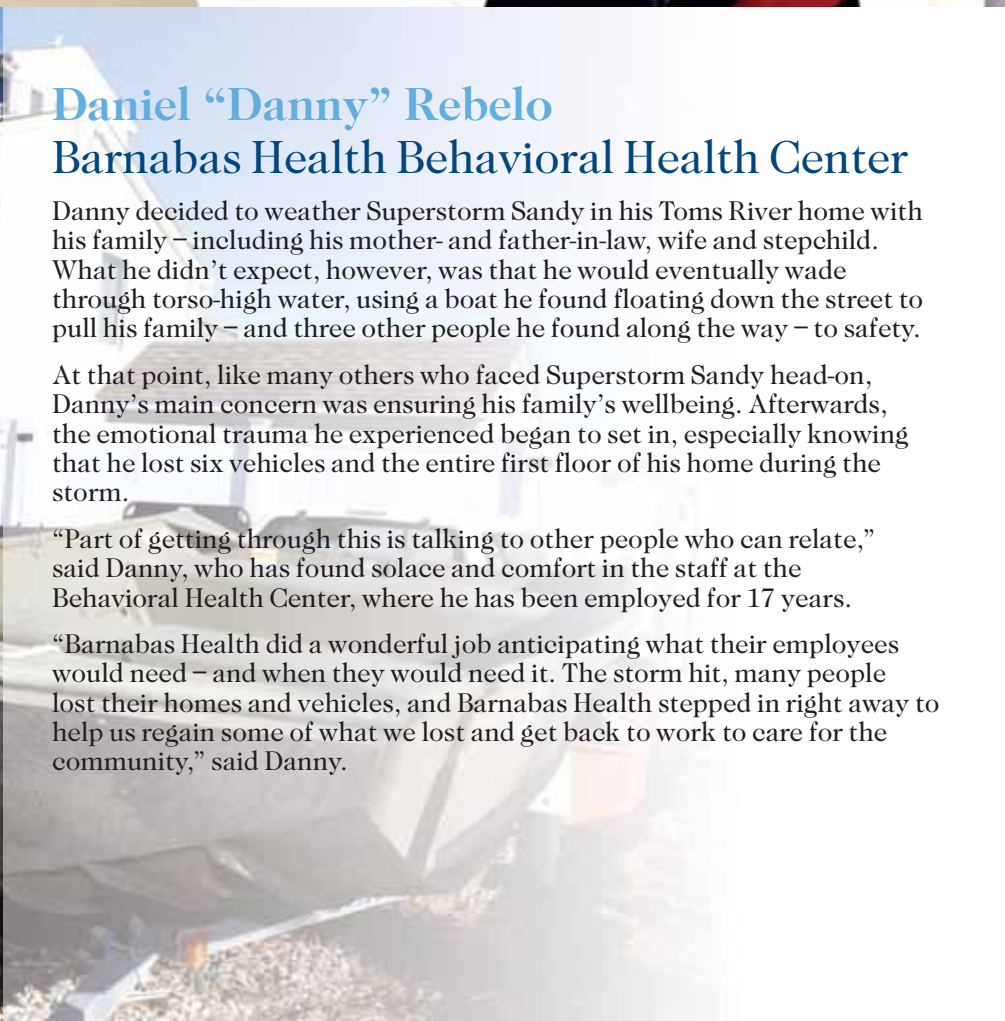 Daniel “Danny” Rebelo
Barnabas Health Behavioral Health Center
Danny decided to weather Superstorm Sandy in his Toms River home with
his family – including his mother- and father-in-law, wife and stepchild.
What he didn’t expect, however, was that he would eventually wade
through torso-high water, using a boat he found floating down the street to
pull his family – and three other people he found along the way – to safety.
At that point, like many others who faced Superstorm Sandy head-on,
Danny’s main concern was ensuring his family’s wellbeing. Afterwards,
the emotional trauma he experienced began to set in, especially knowing
that he lost six vehicles and the entire first floor of his home during the
storm.
“Part of getting through this is talking to other people who can relate,”
said Danny, who has found solace and comfort in the staff at the
Behavioral Health Center, where he has been employed for 17 years.
“Barnabas Health did a wonderful job anticipating what their employees
would need – and when they would need it. The storm hit, many people
lost their homes and vehicles, and Barnabas Health stepped in right away to
help us regain some of what we lost and get back to work to care for the
community,” said Danny.